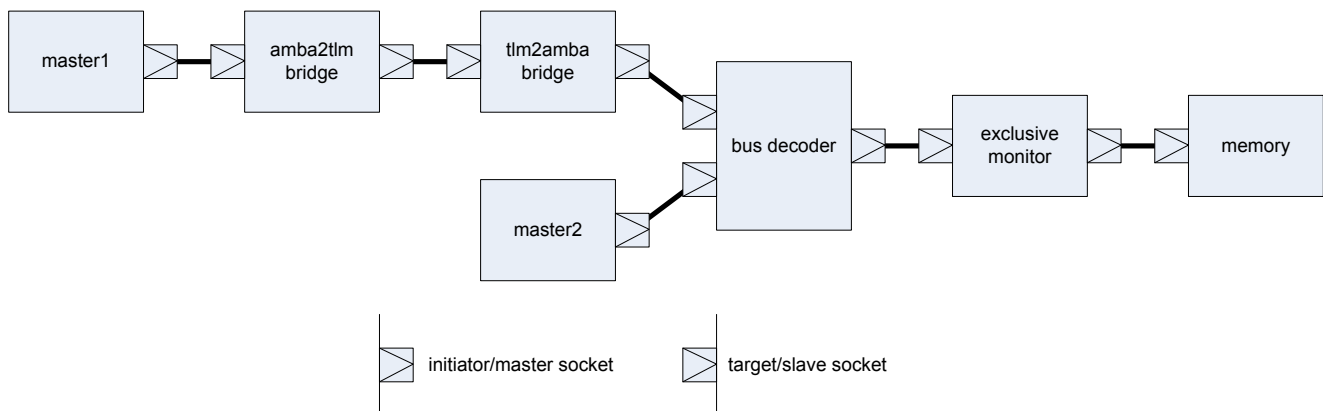 master1
amba2tlm
bridge
tlm2amba
bridge
bus decoder
exclusive
monitor
memory
master2
initiator/master socket
target/slave socket